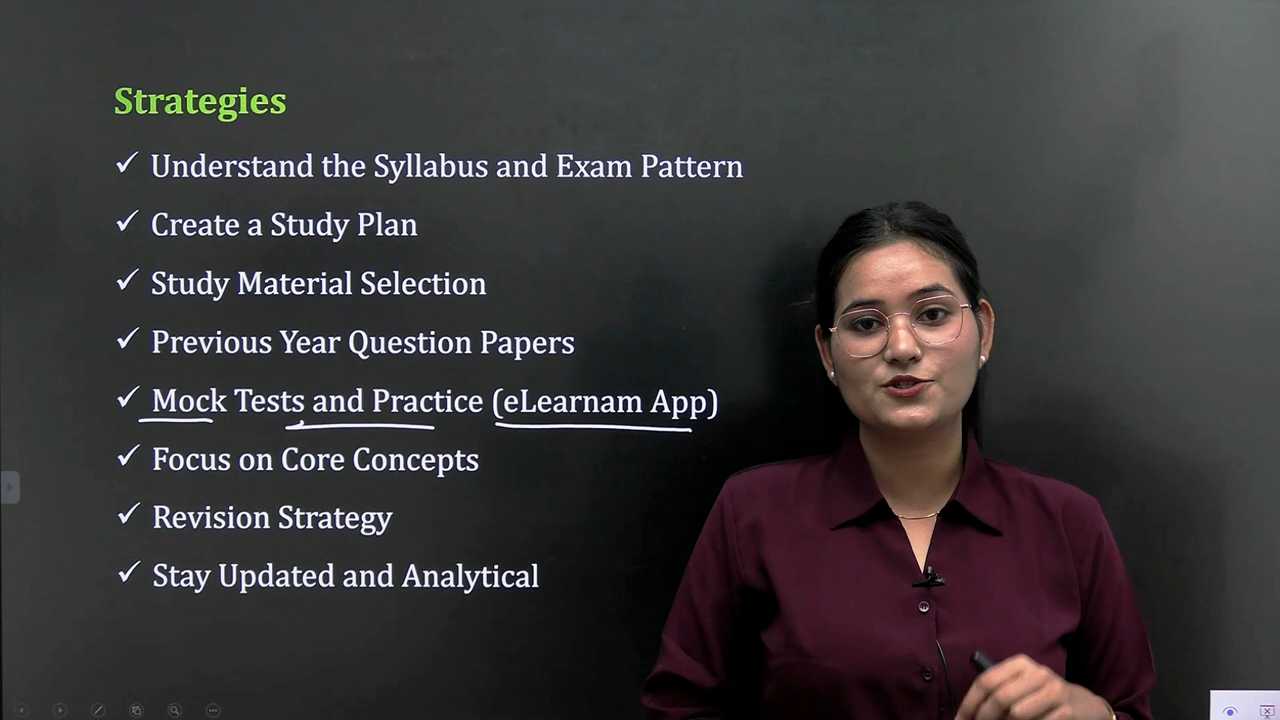 Strategies
✓ Understand the Syllabus and Exam Pattern
✓ Create a Study Plan
✓ Study Material Selection
✓ Previous Year Question Papers
✓ Mock Tests and Practice (eLearnam App)
✓ Focus on Core Concepts
✓ Revision Strategy
✓ Stay Updated and Analytical